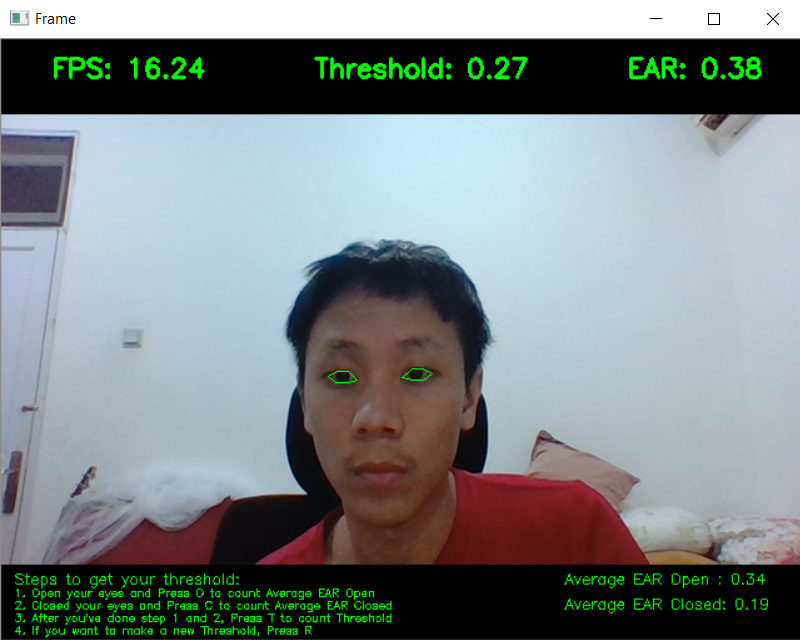 Frame
FPS: 16.24 Threshold: 0.27 EAR: 0.38
Steps to get your threshold:
1. Open your eyes and Press O to count Average EAR Open
2. Closed your eyes and Press C to count Average EAR Closed
3. After you've done step 1 and 2, Press T to count Threshold
4. If you want to make a new Threshold, Press R
Average EAR Open : 0.34
Average EAR Closed: 0.19